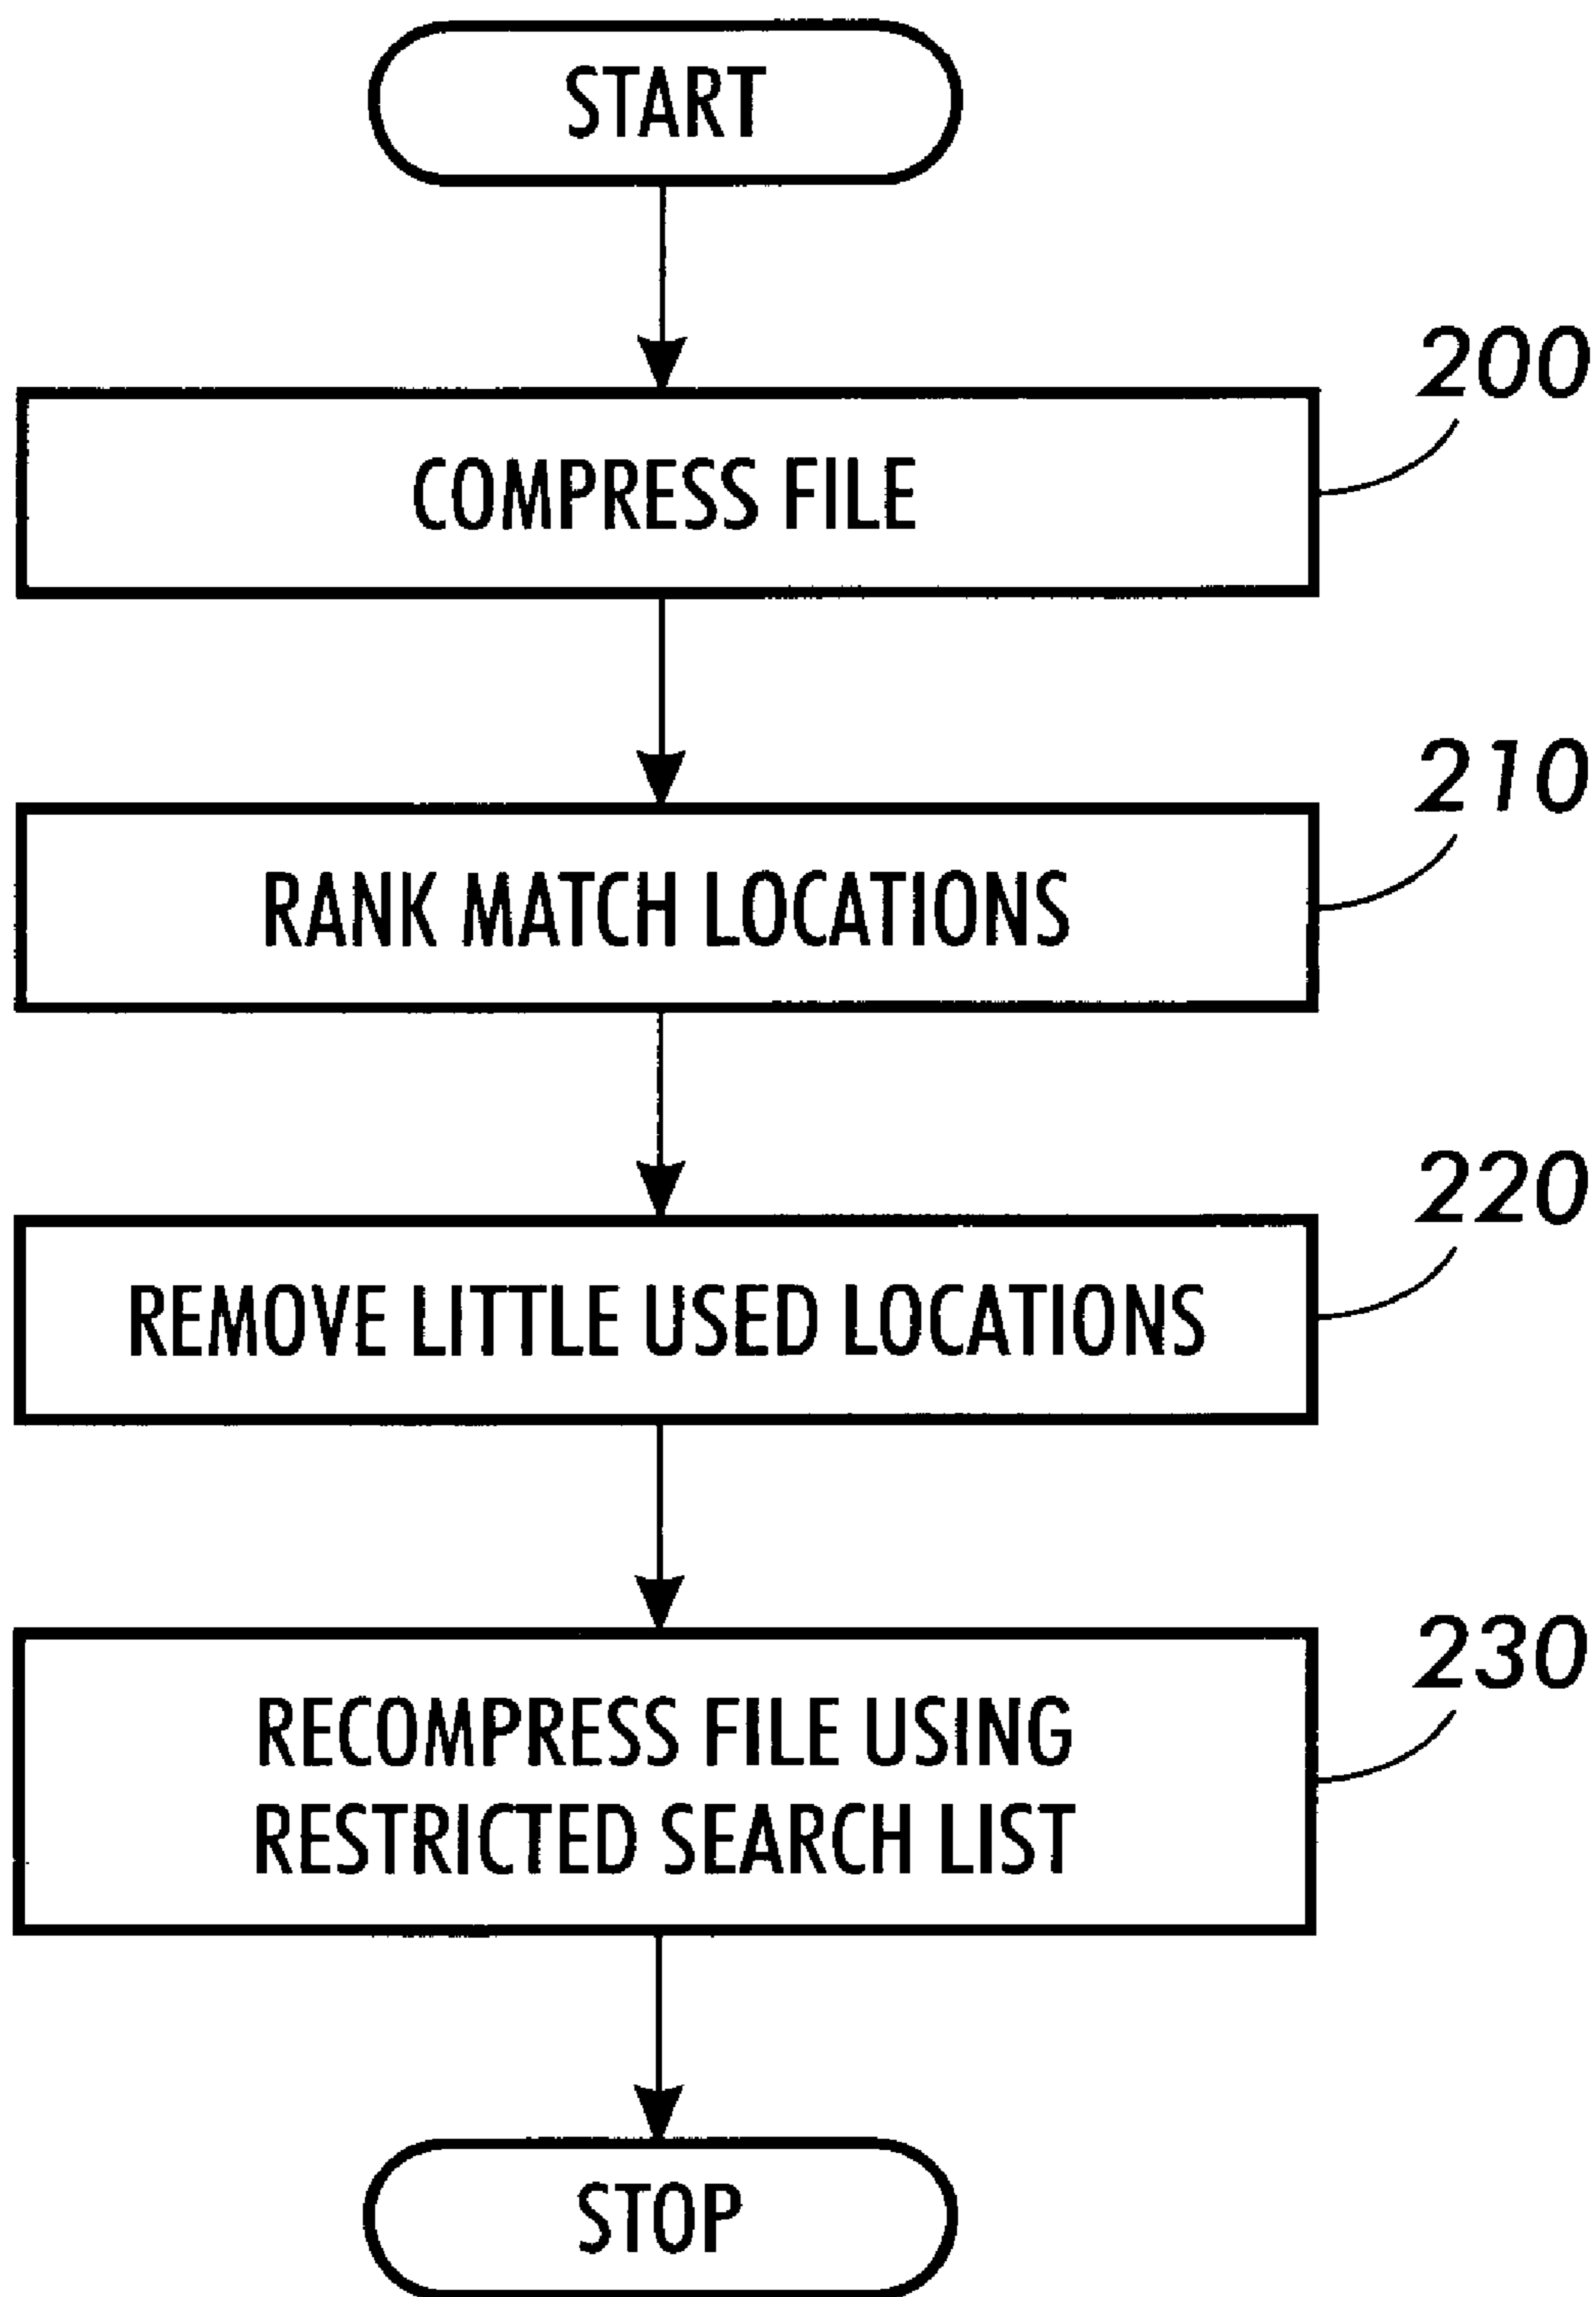 START
200
COMPRESS FILE
210
RANK MATCH LOCATIONS
220
REMOVE LITTLE USED LOCATIONS
230
RECOMPRESS FILE USING
RESTRICTED SEARCH LIST
STOP